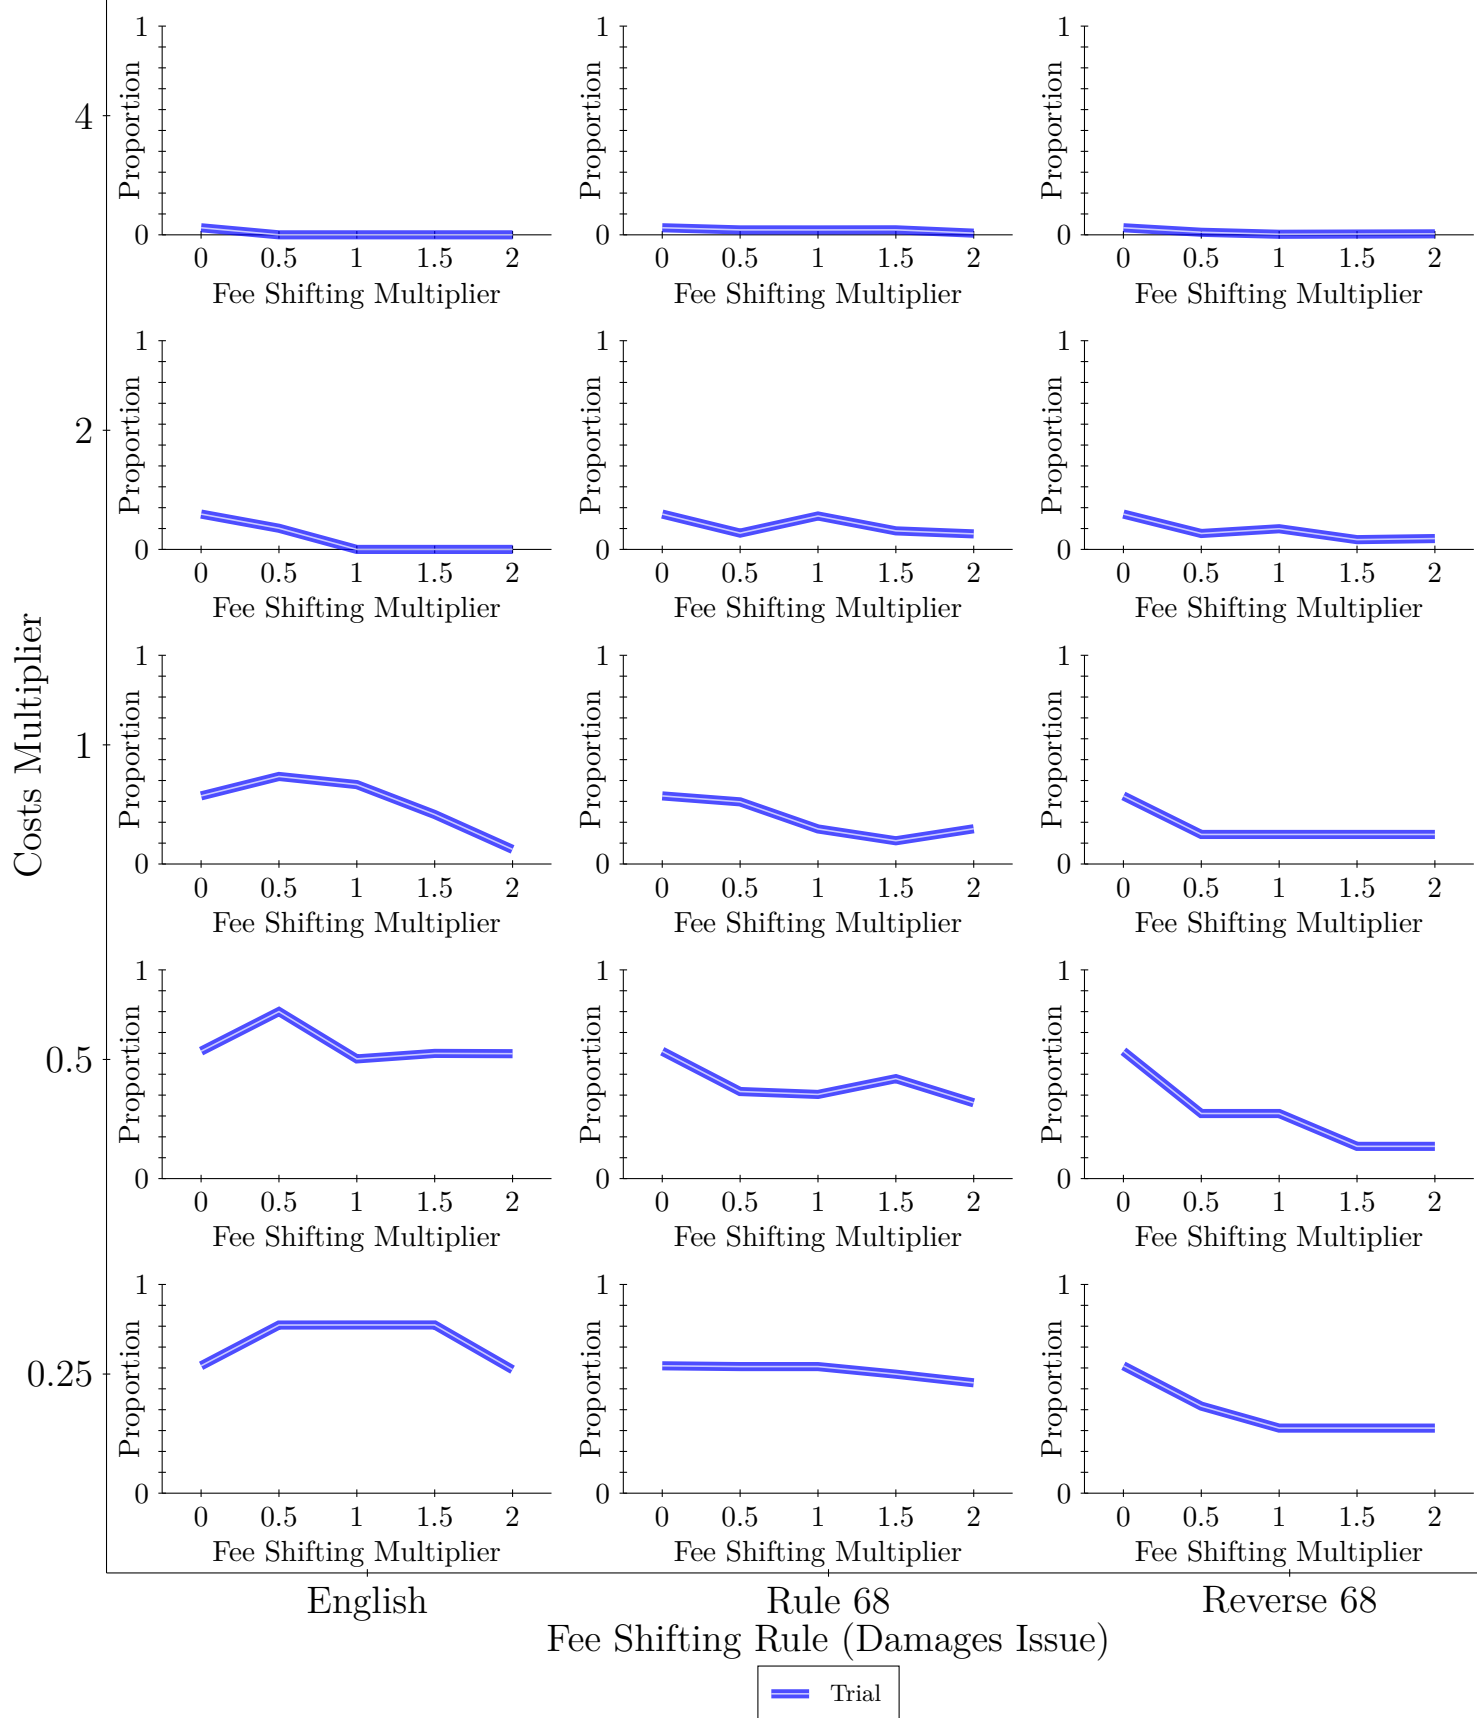 1 1 1
Proportion Proportion Proportion
4
0 0 0
0 0.5 1 1.5 2 0 0.5 1 1.5 2 0 0.5 1 1.5 2
Fee Shifting Multiplier Fee Shifting Multiplier Fee Shifting Multiplier
1 1 1
Proportion Proportion Proportion
2
0 0 0
0 0.5 1 1.5 2 0 0.5 1 1.5 2 0 0.5 1 1.5 2
Fee Shifting Multiplier Fee Shifting Multiplier Fee Shifting Multiplier
Costs Multiplier
1 1 1
Proportion Proportion Proportion
1
0 0 0
0 0.5 1 1.5 2 0 0.5 1 1.5 2 0 0.5 1 1.5 2
Fee Shifting Multiplier Fee Shifting Multiplier Fee Shifting Multiplier
1 1 1
Proportion Proportion Proportion
0.5
0 0 0
0 0.5 1 1.5 2 0 0.5 1 1.5 2 0 0.5 1 1.5 2
Fee Shifting Multiplier Fee Shifting Multiplier Fee Shifting Multiplier
1 1 1
Proportion Proportion Proportion
0.25
0 0 0
0 0.5 1 1.5 2 0 0.5 1 1.5 2 0 0.5 1 1.5 2
Fee Shifting Multiplier Fee Shifting Multiplier Fee Shifting Multiplier
English Rule 68 Reverse 68
Fee Shifting Rule (Damages Issue)
Trial